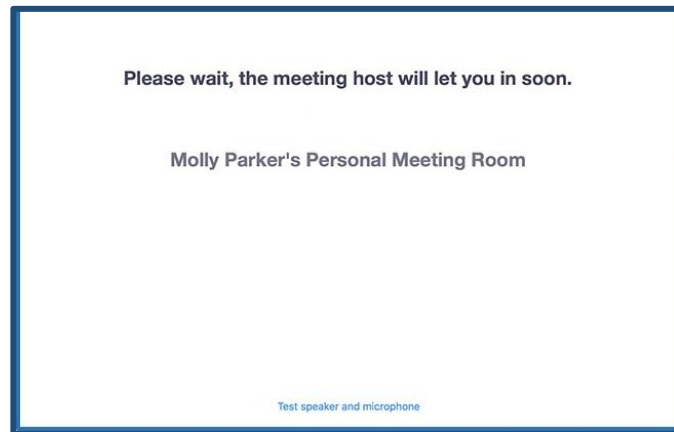 Please wait, the meeting host will let you in soon.
Molly Parker's Personal Meeting Room
Test speaker and microphone